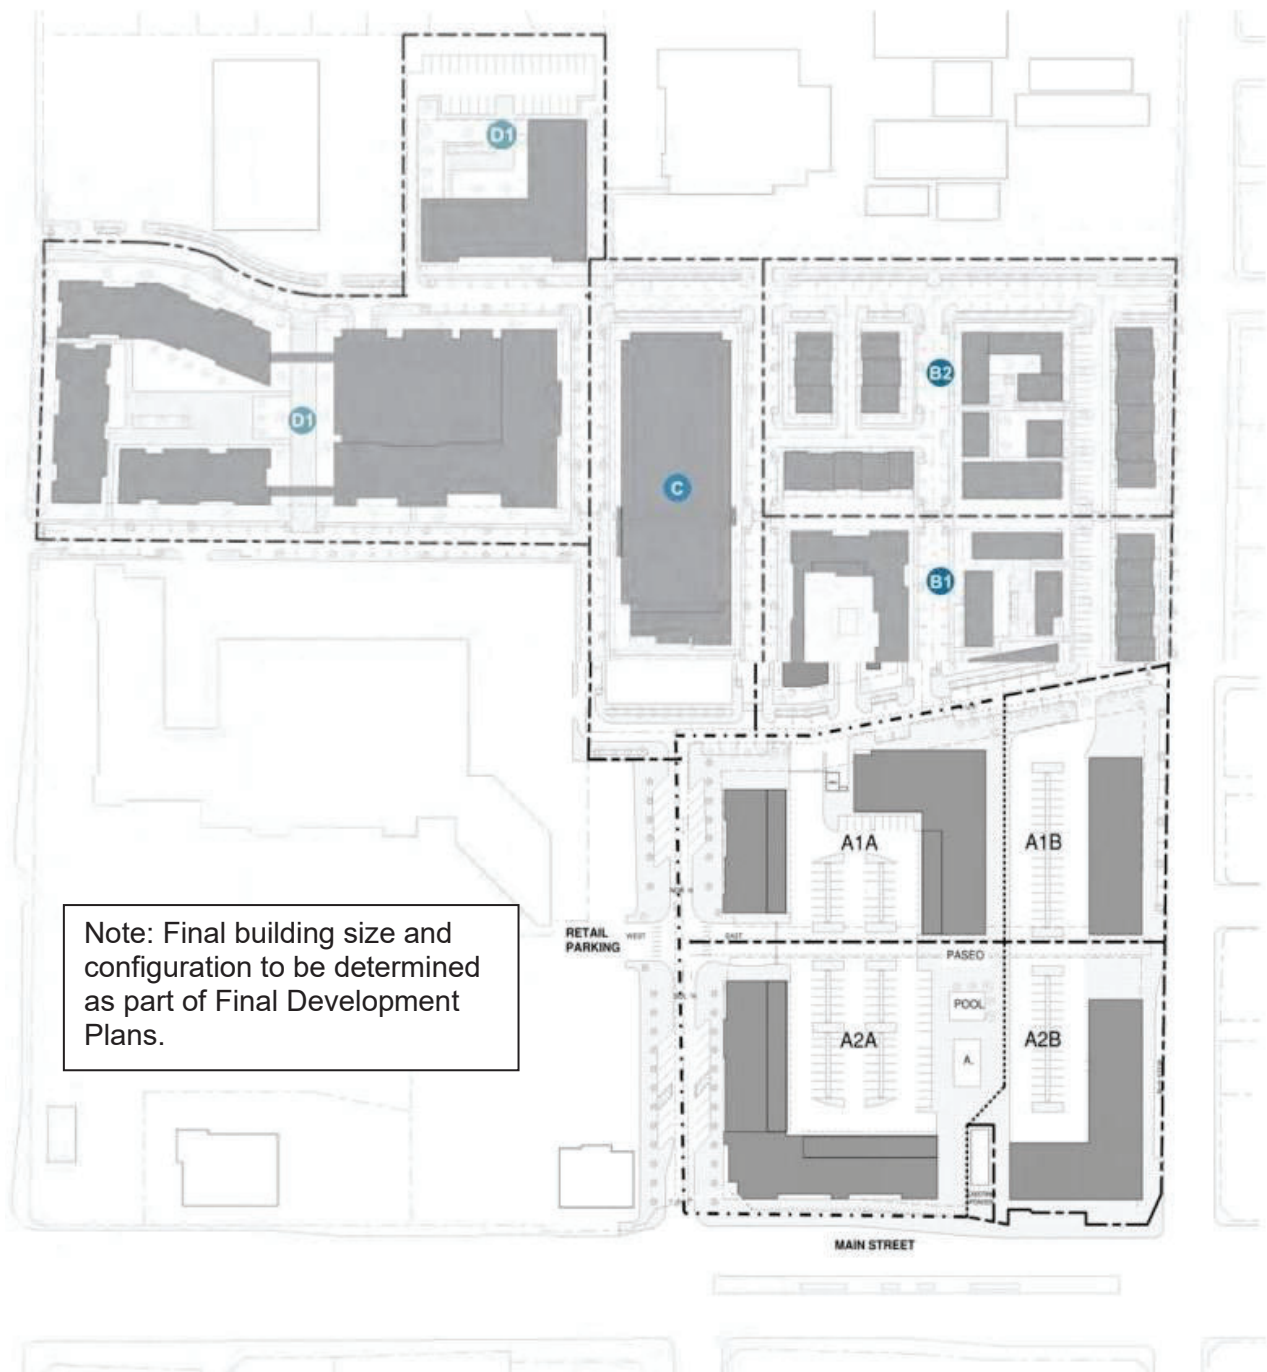 D1
B2
D1
C
B1
A1A
A1B
Note: Final building size and
configuration to be determined
as part of Final Development
Plans.
RETAIL
PARKING
WEST
EAST
PASEO
POOL
A2A
A2B
A.
MAIN STREET